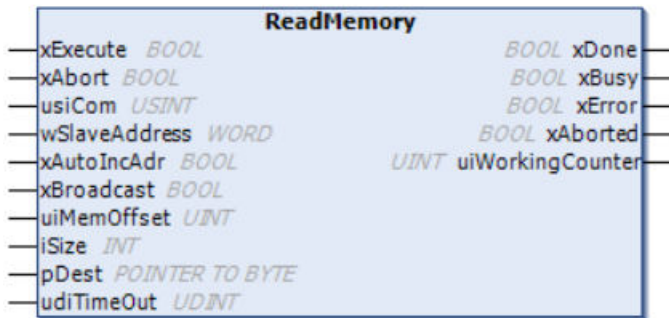 ReadMemory
xExecute BOOL BOOL xDone
xAbort BOOL BOOL xBusy
usiCom USINT BOOL xError
wSlaveAddress WORD BOOL xAborted
xAutoIncAdr BOOL UINT uiWorkingCounter
xBroadcast BOOL
uiMemOffset UINT
iSize INT
pDest POINTER TO BYTE
udiTimeOut UDINT